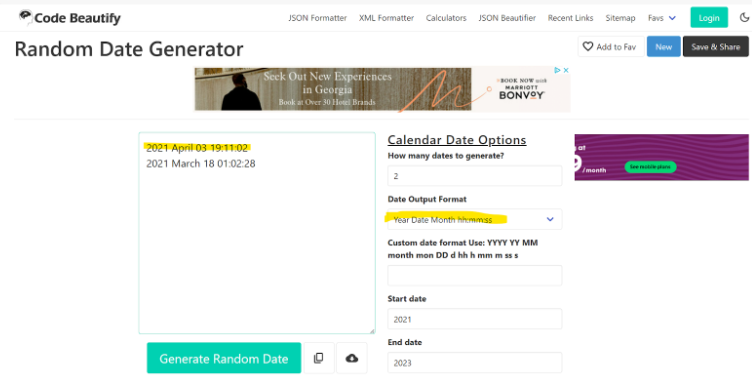 Code Beautify
JSON Formatter XML Formatter Calculators JSON Beautifier Recent Links Sitemap Favs Login
Random Date Generator
Add to Fav New Save & Share
Seek Out New Experiences
in Georgia
Book at Over 30 Hotel Brands
BOOK NOW with
MARRIOTT
BONVOY
2021 April 03 19:11:02
2021 March 18 01:02:28
Calendar Date Options
How many dates to generate?
2
Date Output Format
Year Date Month hh:mm:ss
Custom date format Use: YYYY YY MM
month mon DD d hh h mm m ss s
Start date
2021
End date
2023
g at
9/month
See mobile plans
Generate Random Date